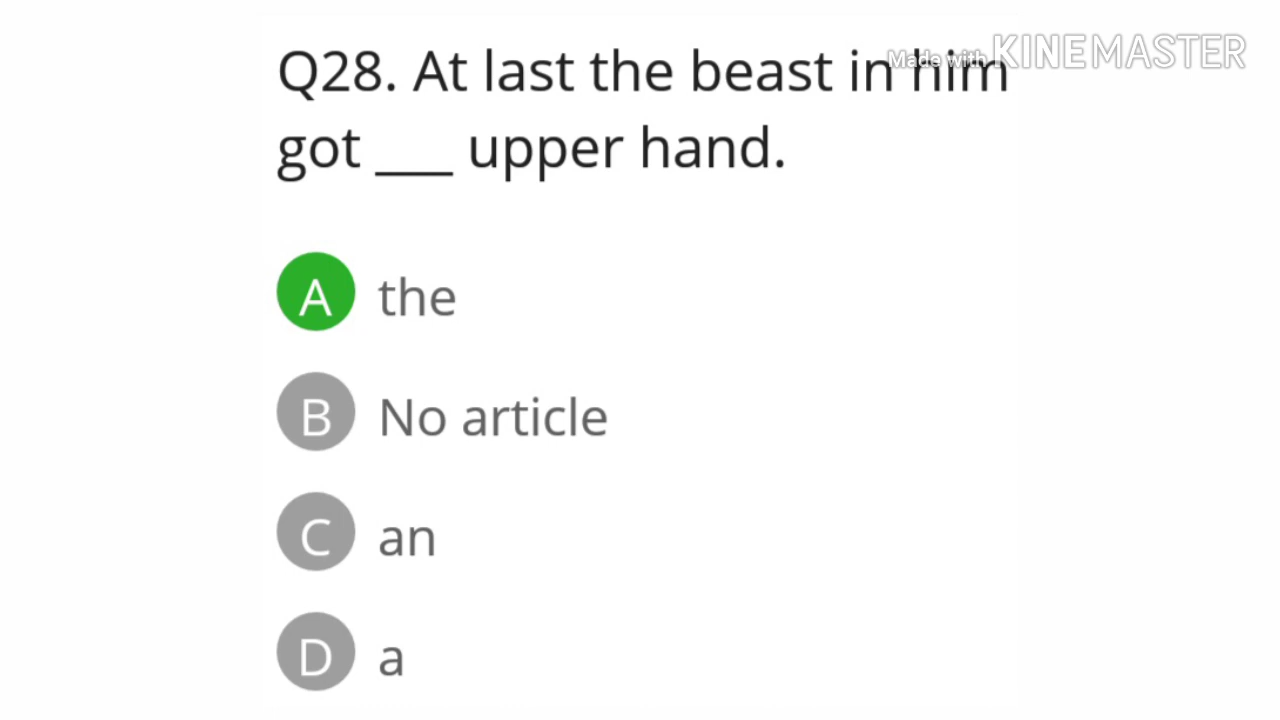 Made with KINEMASTER
Q28. At last the beast in him
got ___ upper hand.
A the
B No article
C an
D a